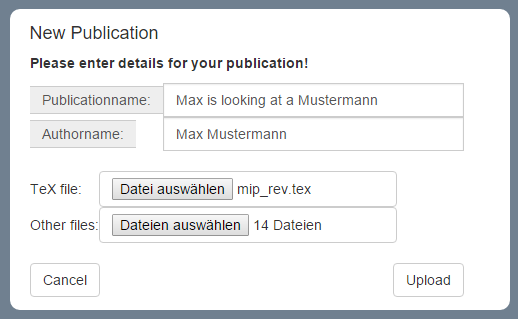 New Publication
Please enter details for your publication!
Publicationname: Max is looking at a Mustermann
Authorname: Max Mustermann
TeX file: Datei auswählen mip_rev.tex
Other files: Dateien auswählen 14 Dateien
Cancel Upload